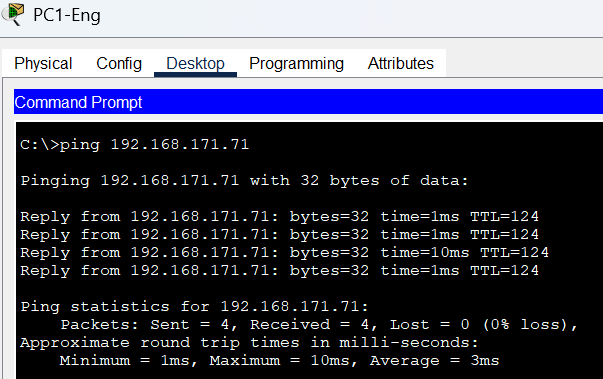 PC1-Eng
Physical Config Desktop Programming Attributes
Command Prompt
C:\>ping 192.168.171.71
Pinging 192.168.171.71 with 32 bytes of data:
Reply from 192.168.171.71: bytes=32 time=1ms TTL=124
Reply from 192.168.171.71: bytes=32 time=1ms TTL=124
Reply from 192.168.171.71: bytes=32 time=10ms TTL=124
Reply from 192.168.171.71: bytes=32 time=1ms TTL=124
Ping statistics for 192.168.171.71:
Packets: Sent = 4, Received = 4, Lost = 0 (0% loss),
Approximate round trip times in milli-seconds:
Minimum = 1ms, Maximum = 10ms, Average = 3ms